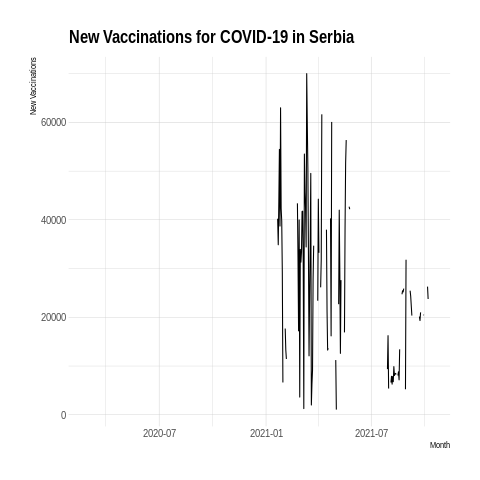 New Vaccinations for COVID-19 in Serbia
New Vaccinations
60000
40000
20000
0
2020-07
2021-01
2021-07
Month